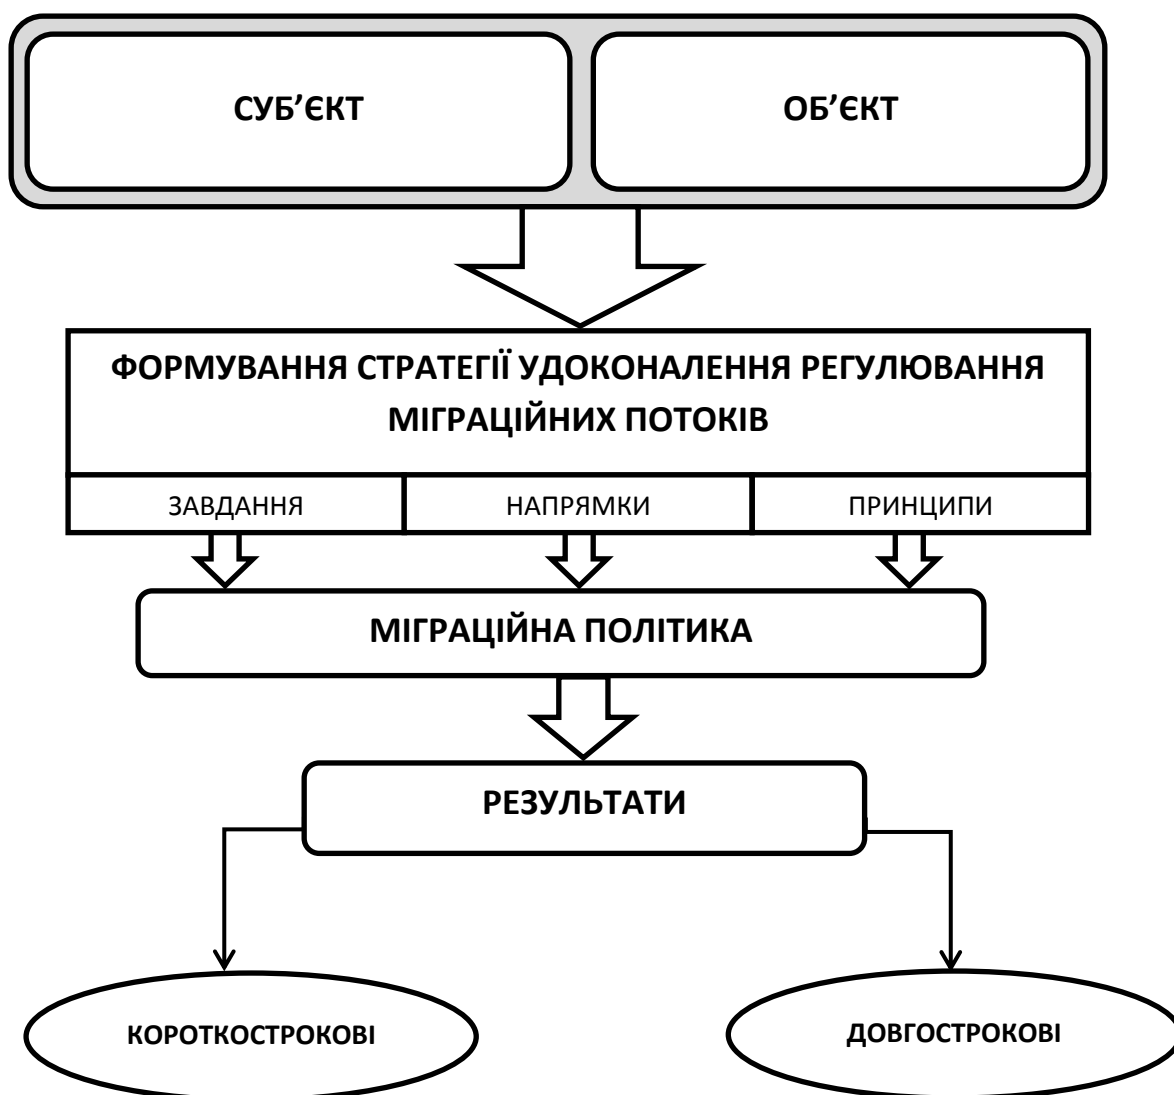 СУБ’ЄКТ
ОБ’ЄКТ
ФОРМУВАННЯ СТРАТЕГІЇ УДОКОНАЛЕННЯ РЕГУЛЮВАННЯ
МІГРАЦІЙНИХ ПОТОКІВ
ЗАВДАННЯ
НАПРЯМКИ
ПРИНЦИПИ
МІГРАЦІЙНА ПОЛІТИКА
РЕЗУЛЬТАТИ
КОРОТКОСТРОКОВІ
ДОВГОСТРОКОВІ